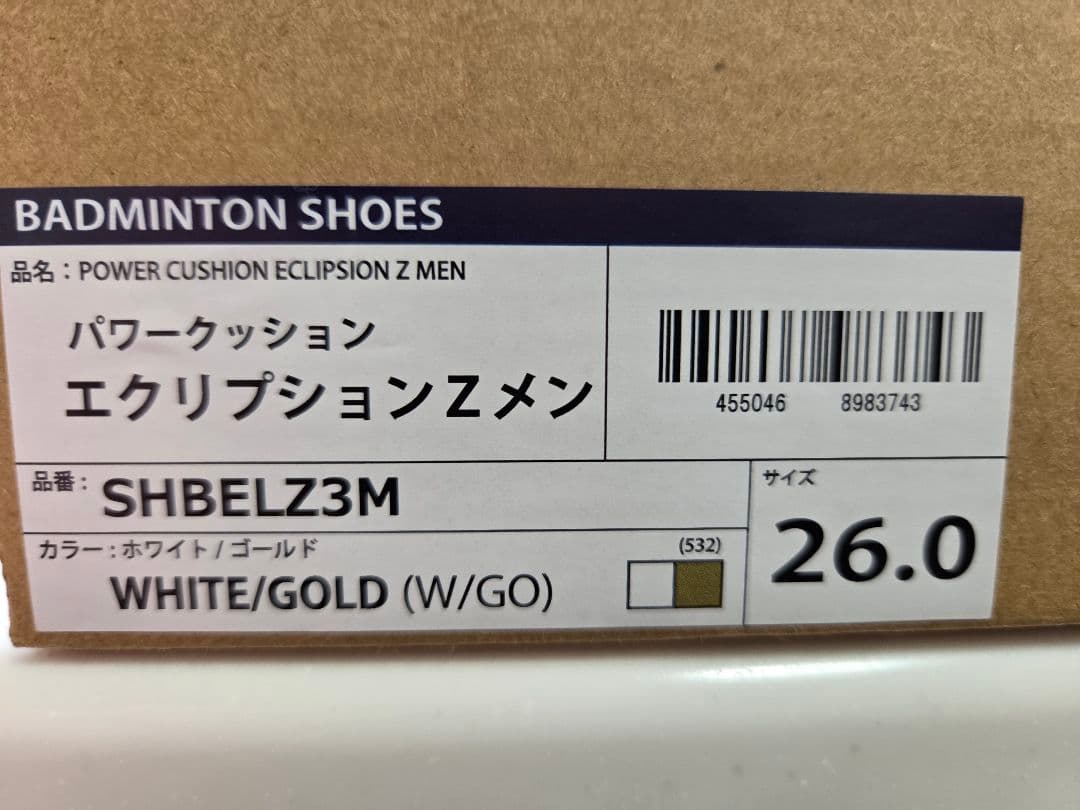 BADMINTON SHOES
品名：POWER CUSHION ECLIPSION Z MEN
パワークッション
エクリプションZメン
455046 8983743
品番：SHBELZ3M
サイズ
26.0
カラー：ホワイト/ゴールド (532)
WHITE/GOLD (W/GO)